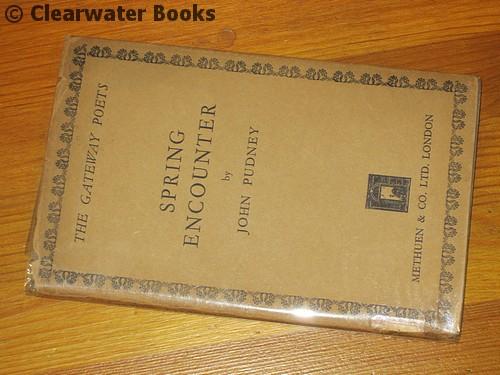 © Clearwater Books
THE GATEWAY POETS
SPRING
ENCOUNTER
by
JOHN PUDNEY
METHUEN & CO. LTD. LONDON